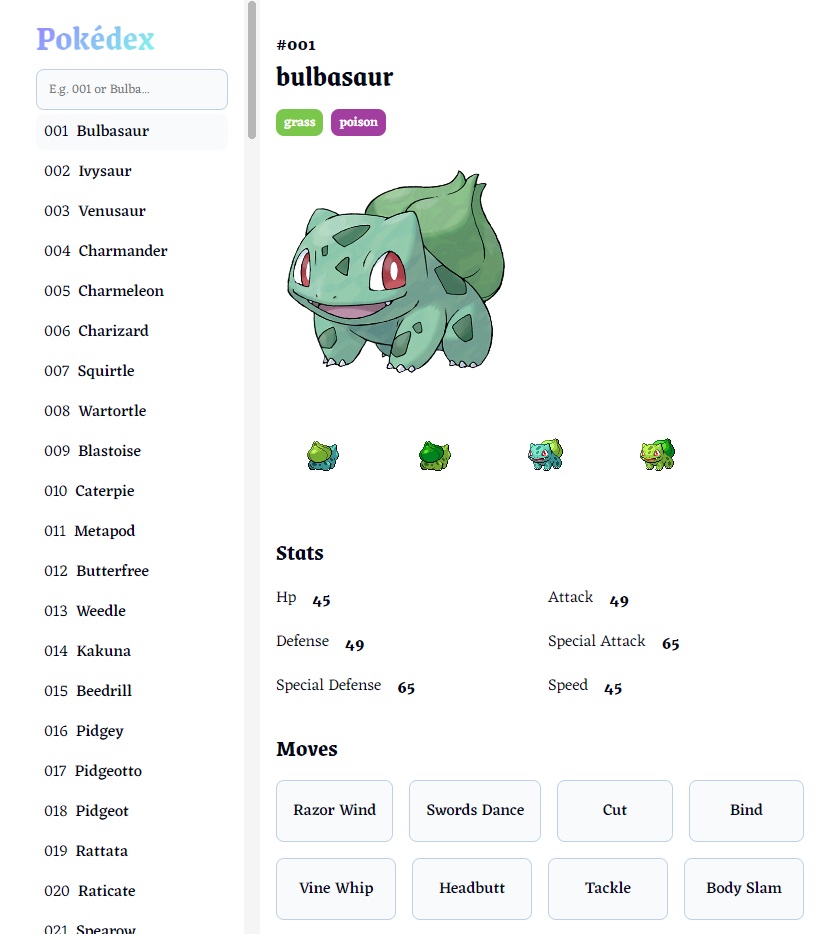 Pokédex
E.g. 001 or Bulba...
001 Bulbasaur
002 Ivysaur
003 Venusaur
004 Charmander
005 Charmeleon
006 Charizard
007 Squirtle
008 Wartortle
009 Blastoise
010 Caterpie
011 Metapod
012 Butterfree
013 Weedle
014 Kakuna
015 Beedrill
016 Pidgey
017 Pidgeotto
018 Pidgeot
019 Rattata
020 Raticate
021 Spearow
#001
bulbasaur
grass poison
Stats
Hp 45 Attack 49
Defense 49 Special Attack 65
Special Defense 65 Speed 45
Moves
Razor Wind Swords Dance Cut Bind
Vine Whip Headbutt Tackle Body Slam